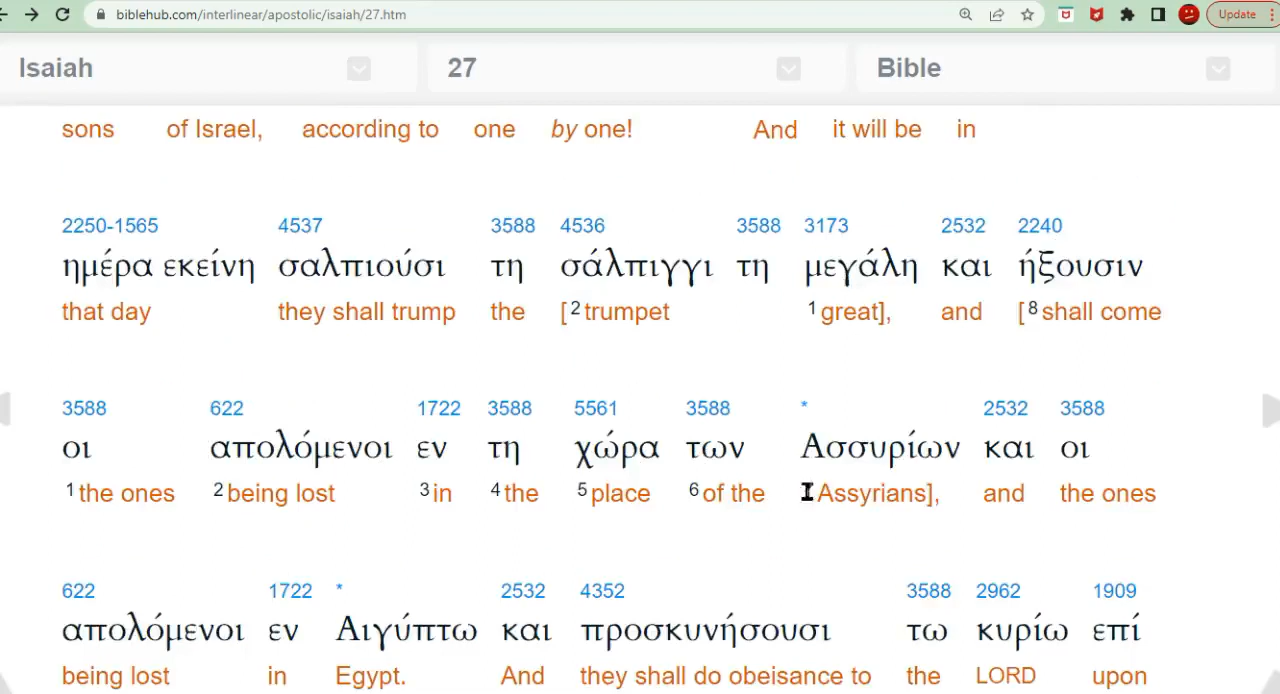 biblehub.com/interlinear/apostolic/isaiah/27.htm Update
Isaiah 27 Bible
sons of Israel, according to one by one! And it will be in
2250-1565 4537 3588 4536 3588 3173 2532 2240
ημέρα εκείνη σαλπιούσι τη σάλπιγγι τη μεγάλη και ήξουσιν
that day they shall trump the [2 trumpet 1 great], and [8 shall come
3588 622 1722 3588 5561 3588 * 2532 3588
οι απολόμενοι εν τη χώρα των Ασσυρίων και οι
1 the ones 2 being lost 3 in 4 the 5 place 6 of the Assyrians], and the ones
622 1722 * 2532 4352 3588 2962 1909
απολόμενοι εν Αιγύπτω και προσκυνήσουσι τω κυρίω επί
being lost in Egypt. And they shall do obeisance to the LORD upon